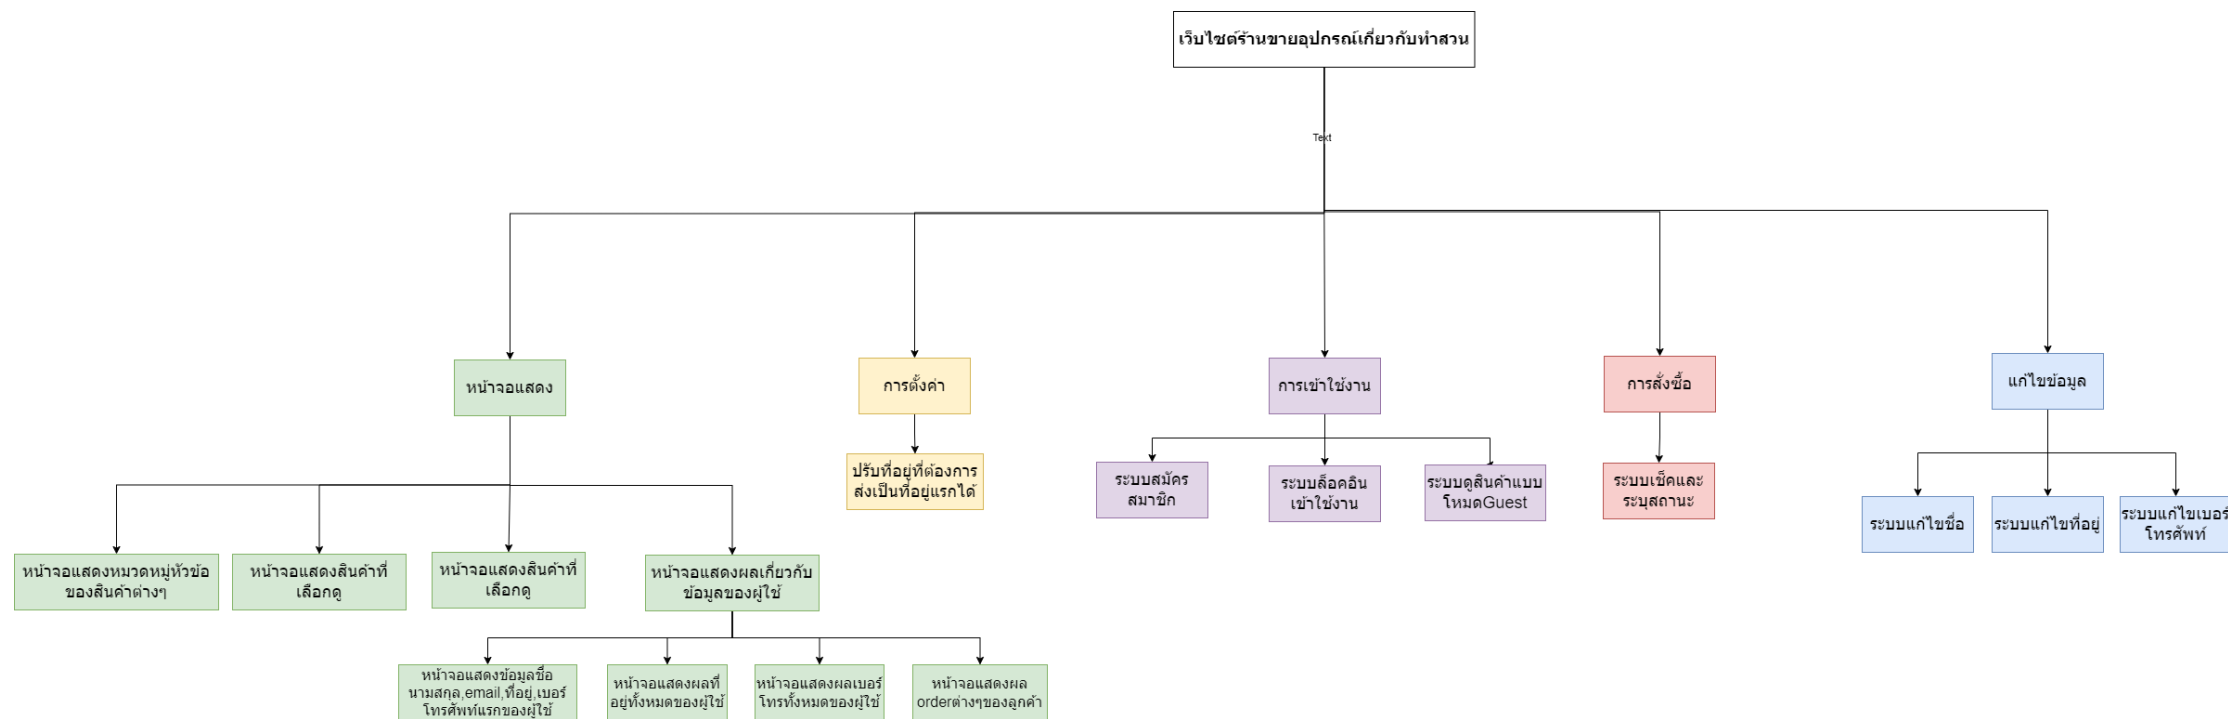 เว็บไซต์ร้านขายอุปกรณ์เกี่ยวกับทำสวน
Text
หน้าจอแสดง
การตั้งค่า
การเข้าใช้งาน
การสั่งซื้อ
แก้ไขข้อมูล
ปรับที่อยู่ที่ต้องการ
ส่งเป็นที่อยู่แรกได้
ระบบสมัคร
สมาชิก
ระบบล็อคอิน
เข้าใช้งาน
ระบบดูสินค้าแบบ
โหมดGuest
ระบบเช็คและ
ระบุสถานะ
ระบบแก้ไขชื่อ
ระบบแก้ไขที่อยู่
ระบบแก้ไขเบอร์
โทรศัพท์
หน้าจอแสดงหมวดหมู่หัวข้อ
ของสินค้าต่างๆ
หน้าจอแสดงสินค้าที่
เลือกดู
หน้าจอแสดงสินค้าที่
เลือกดู
หน้าจอแสดงผลเกี่ยวกับ
ข้อมูลของผู้ใช้
หน้าจอแสดงข้อมูลชื่อ
นามสกุล,email,ที่อยู่,เบอร์
โทรศัพท์แรกของผู้ใช้
หน้าจอแสดงผลที่
อยู่ทั้งหมดของผู้ใช้
หน้าจอแสดงผลเบอร์
โทรทั้งหมดของผู้ใช้
หน้าจอแสดงผล
orderต่างๆของลูกค้า